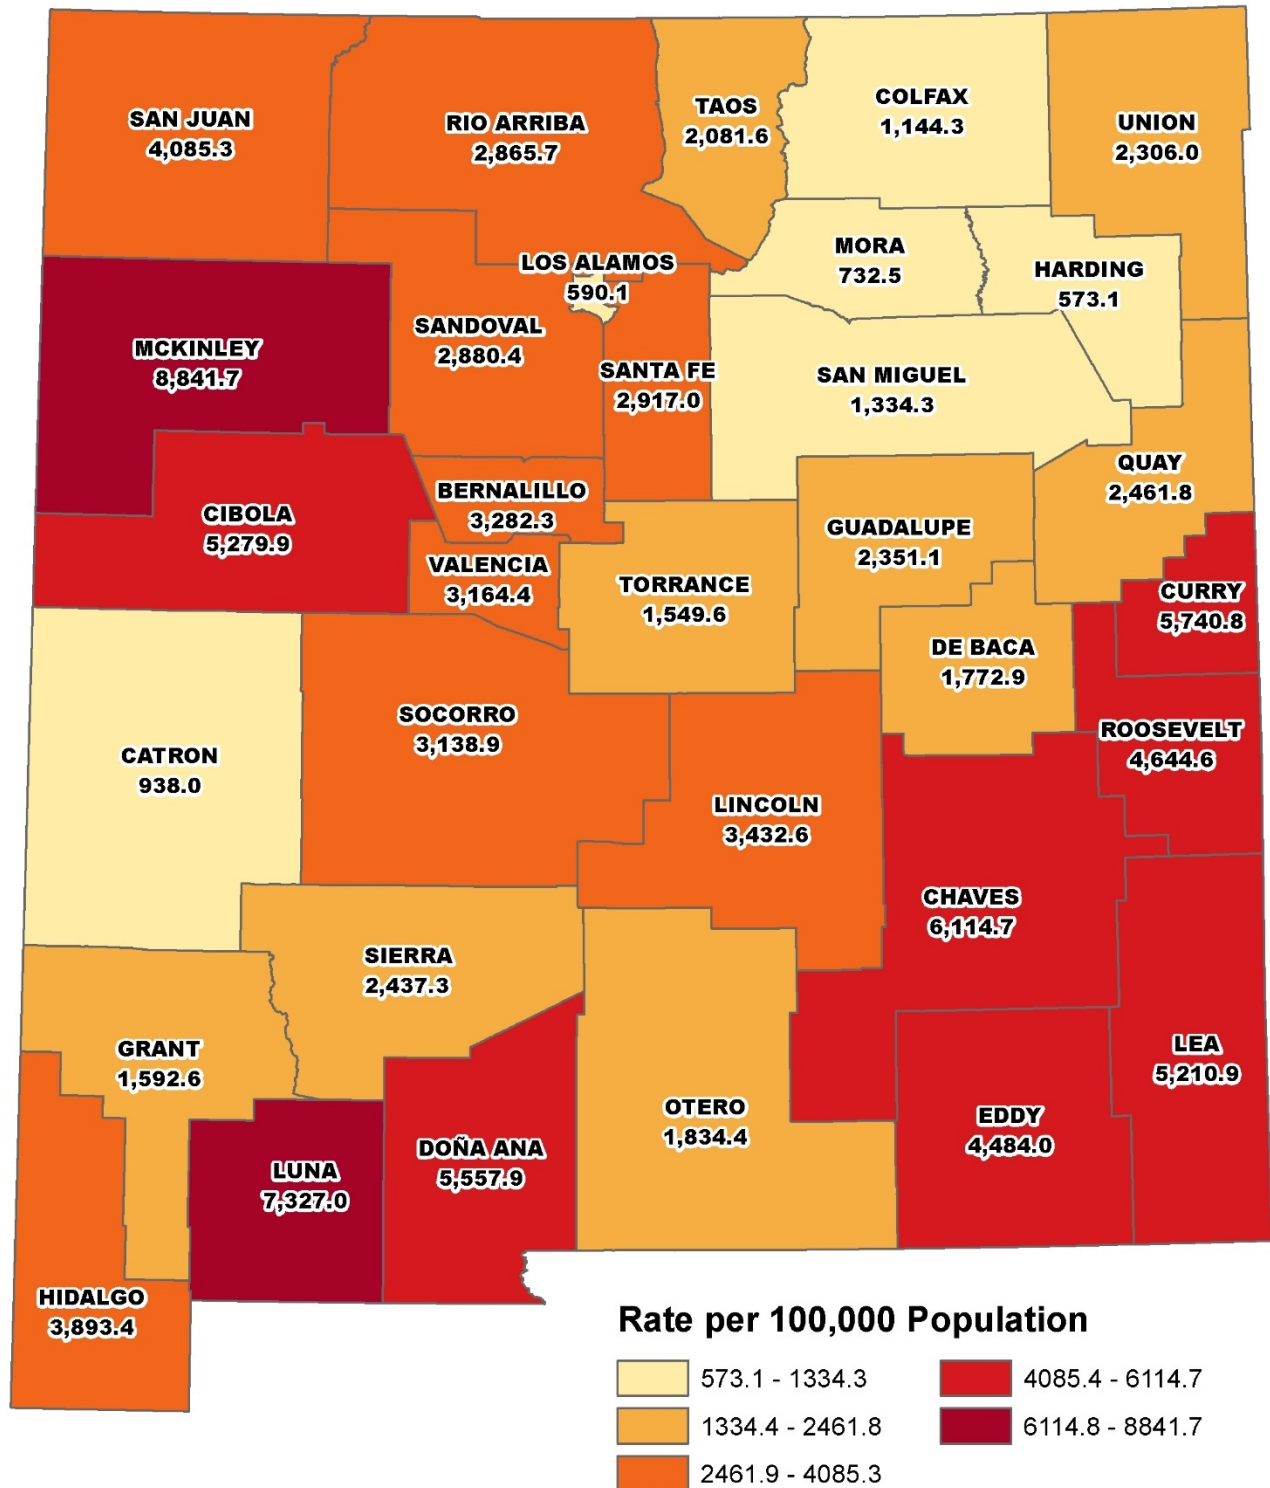 SAN JUAN
4,085.3
RIO ARRIBA
2,865.7
TAOS
2,081.6
COLFAX
1,144.3
UNION
2,306.0
LOS ALAMOS
590.1
MORA
732.5
HARDING
573.1
MCKINLEY
8,841.7
SANDOVAL
2,880.4
SANTA FE
2,917.0
SAN MIGUEL
1,334.3
QUAY
2,461.8
CIBOLA
5,279.9
BERNALILLO
3,282.3
VALENCIA
3,164.4
TORRANCE
1,549.6
GUADALUPE
2,351.1
CURRY
5,740.8
DE BACA
1,772.9
CATRON
938.0
SOCORRO
3,138.9
ROOSEVELT
4,644.6
LINCOLN
3,432.6
CHAVES
6,114.7
SIERRA
2,437.3
GRANT
1,592.6
LEA
5,210.9
OTERO
1,834.4
EDDY
4,484.0
DOÑA ANA
5,557.9
LUNA
7,327.0
HIDALGO
3,893.4
Rate per 100,000 Population
573.1 - 1334.3
1334.4 - 2461.8
2461.9 - 4085.3
4085.4 - 6114.7
6114.8 - 8841.7